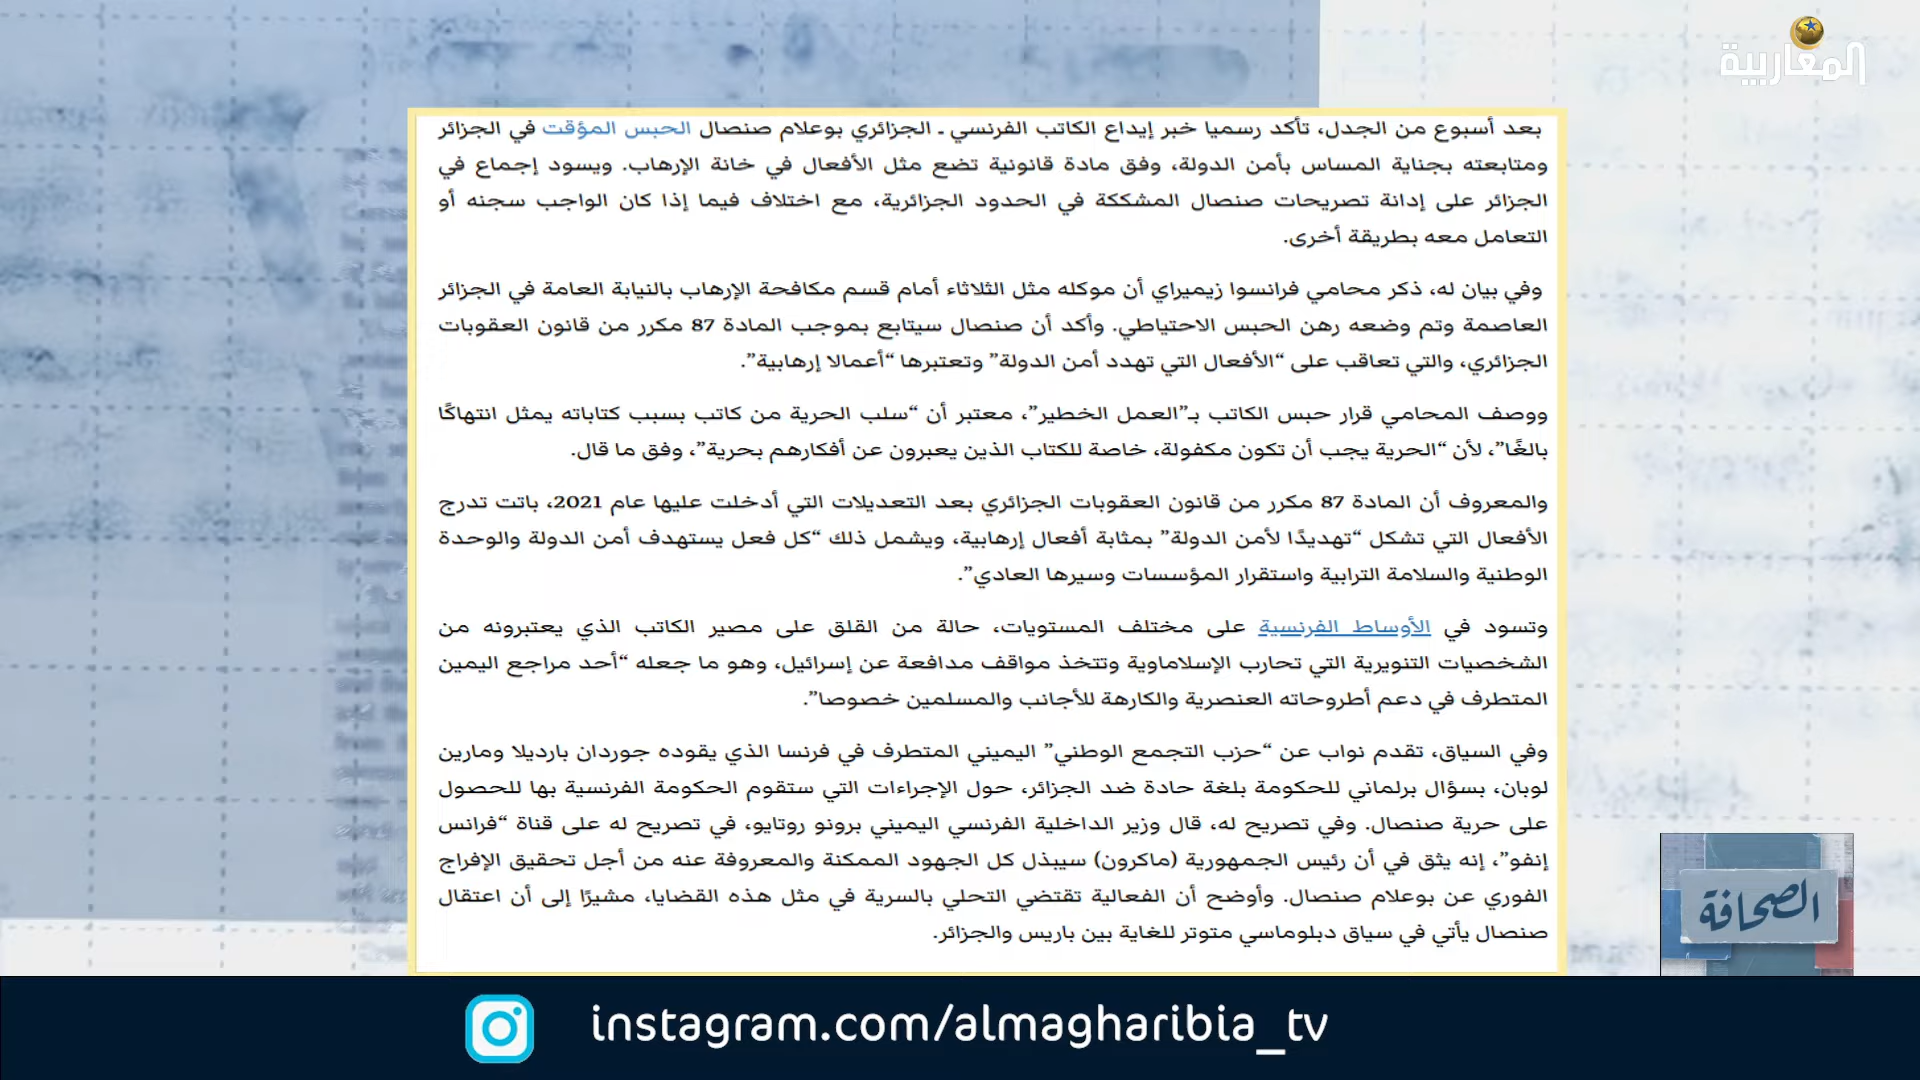 المغاربية
بعد أسبوع من الجدل، تأكد رسميا خبر إيداع الكاتب الفرنسي ـ الجزائري بوعلام صنصال الحبس المؤقت في الجزائر
ومتابعته بجناية المساس بأمن الدولة، وفق مادة قانونية تضع مثل الأفعال في خانة الإرهاب. ويسود إجماع في
الجزائر على إدانة تصريحات صنصال المشككة في الحدود الجزائرية، مع اختلاف فيما إذا كان الواجب سجنه أو
التعامل معه بطريقة أخرى.
وفي بيان له، ذكر محامي فرانسوا زيميراي أن موكله مثل الثلاثاء أمام قسم مكافحة الإرهاب بالنيابة العامة في الجزائر
العاصمة وتم وضعه رهن الحبس الاحتياطي. وأكد أن صنصال سيتابع بموجب المادة 87 مكرر من قانون العقوبات
الجزائري، والتي تعاقب على “الأفعال التي تهدد أمن الدولة” وتعتبرها “أعمالا إرهابية”.
ووصف المحامي قرار حبس الكاتب بـ”العمل الخطير”، معتبر أن “سلب الحرية من كاتب بسبب كتاباته يمثل انتهاكًا
بالغًا”، لأن “الحرية يجب أن تكون مكفولة، خاصة للكتاب الذين يعبرون عن أفكارهم بحرية”، وفق ما قال.
والمعروف أن المادة 87 مكرر من قانون العقوبات الجزائري بعد التعديلات التي أدخلت عليها عام 2021، باتت تدرج
الأفعال التي تشكل “تهديدًا لأمن الدولة” بمثابة أفعال إرهابية، ويشمل ذلك “كل فعل يستهدف أمن الدولة والوحدة
الوطنية والسلامة الترابية واستقرار المؤسسات وسيرها العادي”.
وتسود في الأوساط الفرنسية على مختلف المستويات، حالة من القلق على مصير الكاتب الذي يعتبرونه من
الشخصيات التنويرية التي تحارب الإسلاماوية وتتخذ مواقف مدافعة عن إسرائيل، وهو ما جعله “أحد مراجع اليمين
المتطرف في دعم أطروحاته العنصرية والكارهة للأجانب والمسلمين خصوصا”.
وفي السياق، تقدم نواب عن “حزب التجمع الوطني” اليميني المتطرف في فرنسا الذي يقوده جوردان بارديلا ومارين
لوبان، بسؤال برلماني للحكومة بلغة حادة ضد الجزائر، حول الإجراءات التي ستقوم الحكومة الفرنسية بها للحصول
على حرية صنصال. وفي تصريح له، قال وزير الداخلية الفرنسي اليميني برونو روتايو، في تصريح له على قناة “فرانس
إنفو”، إنه يثق في أن رئيس الجمهورية (ماكرون) سيبذل كل الجهود الممكنة والمعروفة عنه من أجل تحقيق الإفراج
الفوري عن بوعلام صنصال. وأوضح أن الفعالية تقتضي التحلي بالسرية في مثل هذه القضايا، مشيرًا إلى أن اعتقال
صنصال يأتي في سياق دبلوماسي متوتر للغاية بين باريس والجزائر.
الصحافة
instagram.com/almagharibia_tv